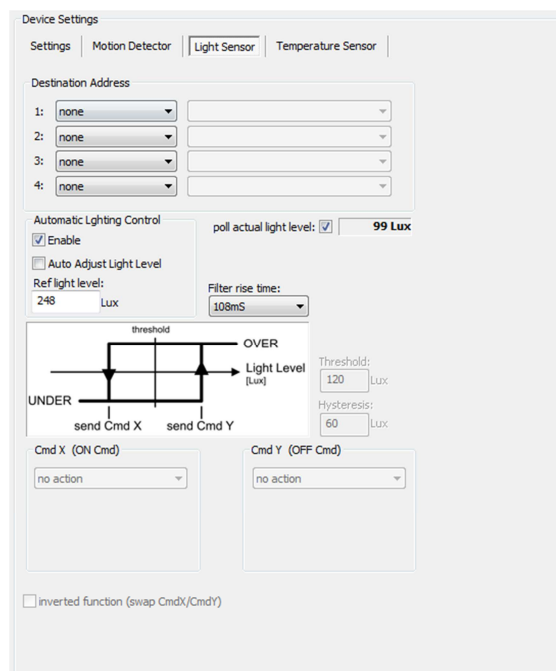 Device Settings
Settings Motion Detector Light Sensor Temperature Sensor
Destination Address
1: none
2: none
3: none
4: none
Automatic Lghting Control
poll actual light level: 99 Lux
Enable
Auto Adjust Light Level
Ref light level:
248 Lux
Filter rise time:
108mS
threshold
OVER
Light Level
[Lux]
UNDER
send Cmd X send Cmd Y
Threshold:
120 Lux
Hysteresis:
60 Lux
Cmd X (ON Cmd) Cmd Y (OFF Cmd)
no action no action
inverted function (swap CmdX/CmdY)